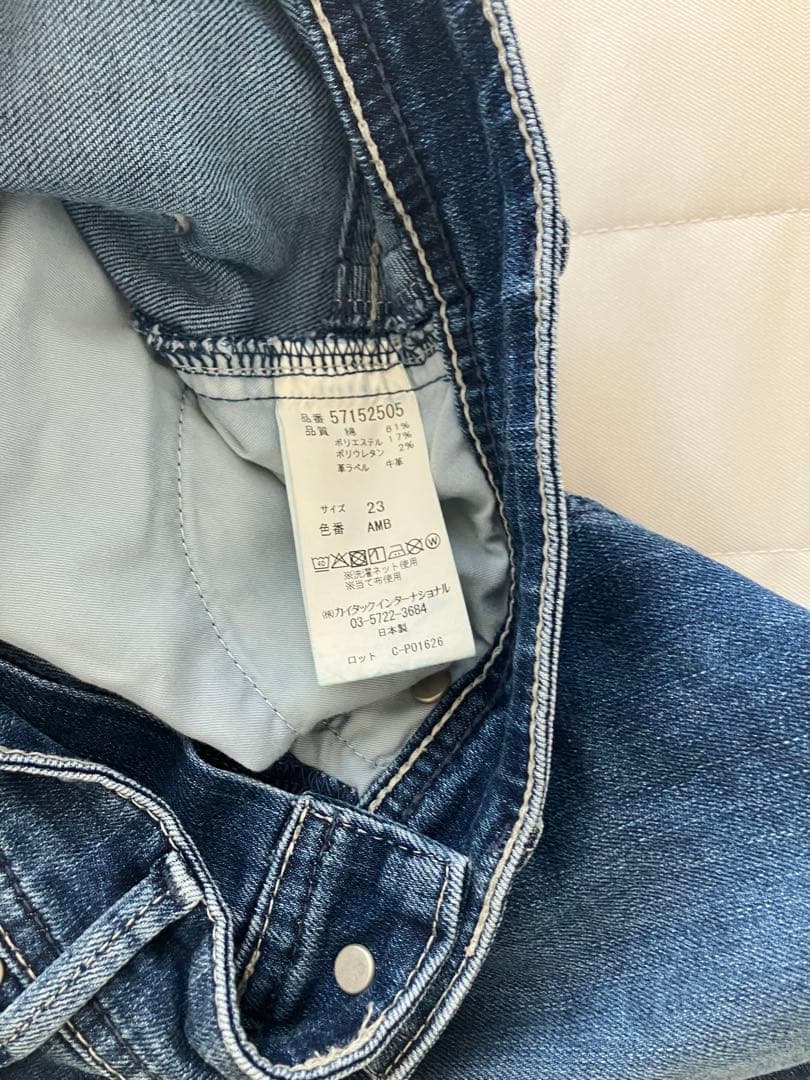 品番 57152505
品質 綿 81%
ポリエステル 17%
ポリウレタン 2%
革ラベル 牛革
サイズ 23
色番 AMB
40 W
※洗濯ネット使用
※当て布使用
㈱カイタックインターナショナル
03-5722-3684
日本製
ロット C-P01626